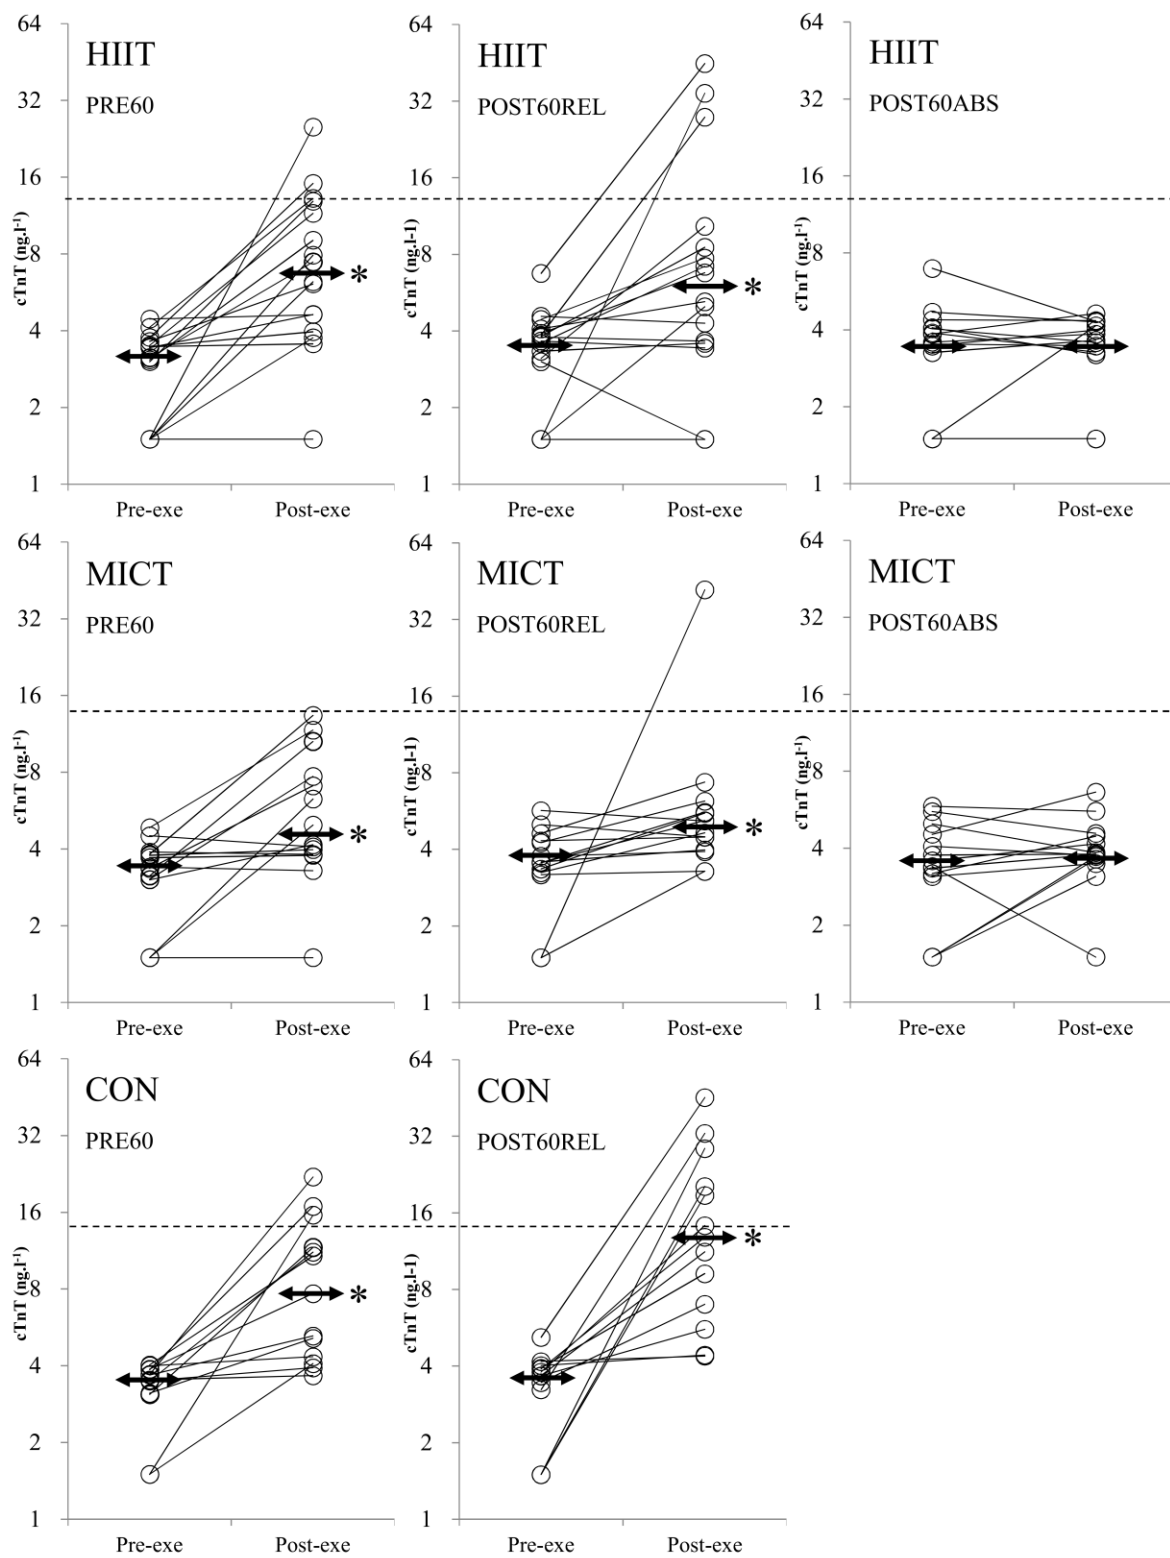 64
HIIT
PRE60
32
16
8
4
2
1
cTnT (ng.l-1)
Pre-exe Post-exe
*
64
HIIT
POST60REL
32
16
8
4
2
1
cTnT (ng.l-1)
Pre-exe Post-exe
*
64
HIIT
POST60ABS
32
16
8
4
2
1
cTnT (ng.l-1)
Pre-exe Post-exe
64
MICT
PRE60
32
16
8
4
2
1
cTnT (ng.l-1)
Pre-exe Post-exe
*
64
MICT
POST60REL
32
16
8
4
2
1
cTnT (ng.l-1)
Pre-exe Post-exe
*
64
MICT
POST60ABS
32
16
8
4
2
1
cTnT (ng.l-1)
Pre-exe Post-exe
64
CON
PRE60
32
16
8
4
2
1
cTnT (ng.l-1)
Pre-exe Post-exe
*
64
CON
POST60REL
32
16
8
4
2
1
cTnT (ng.l-1)
Pre-exe Post-exe
*